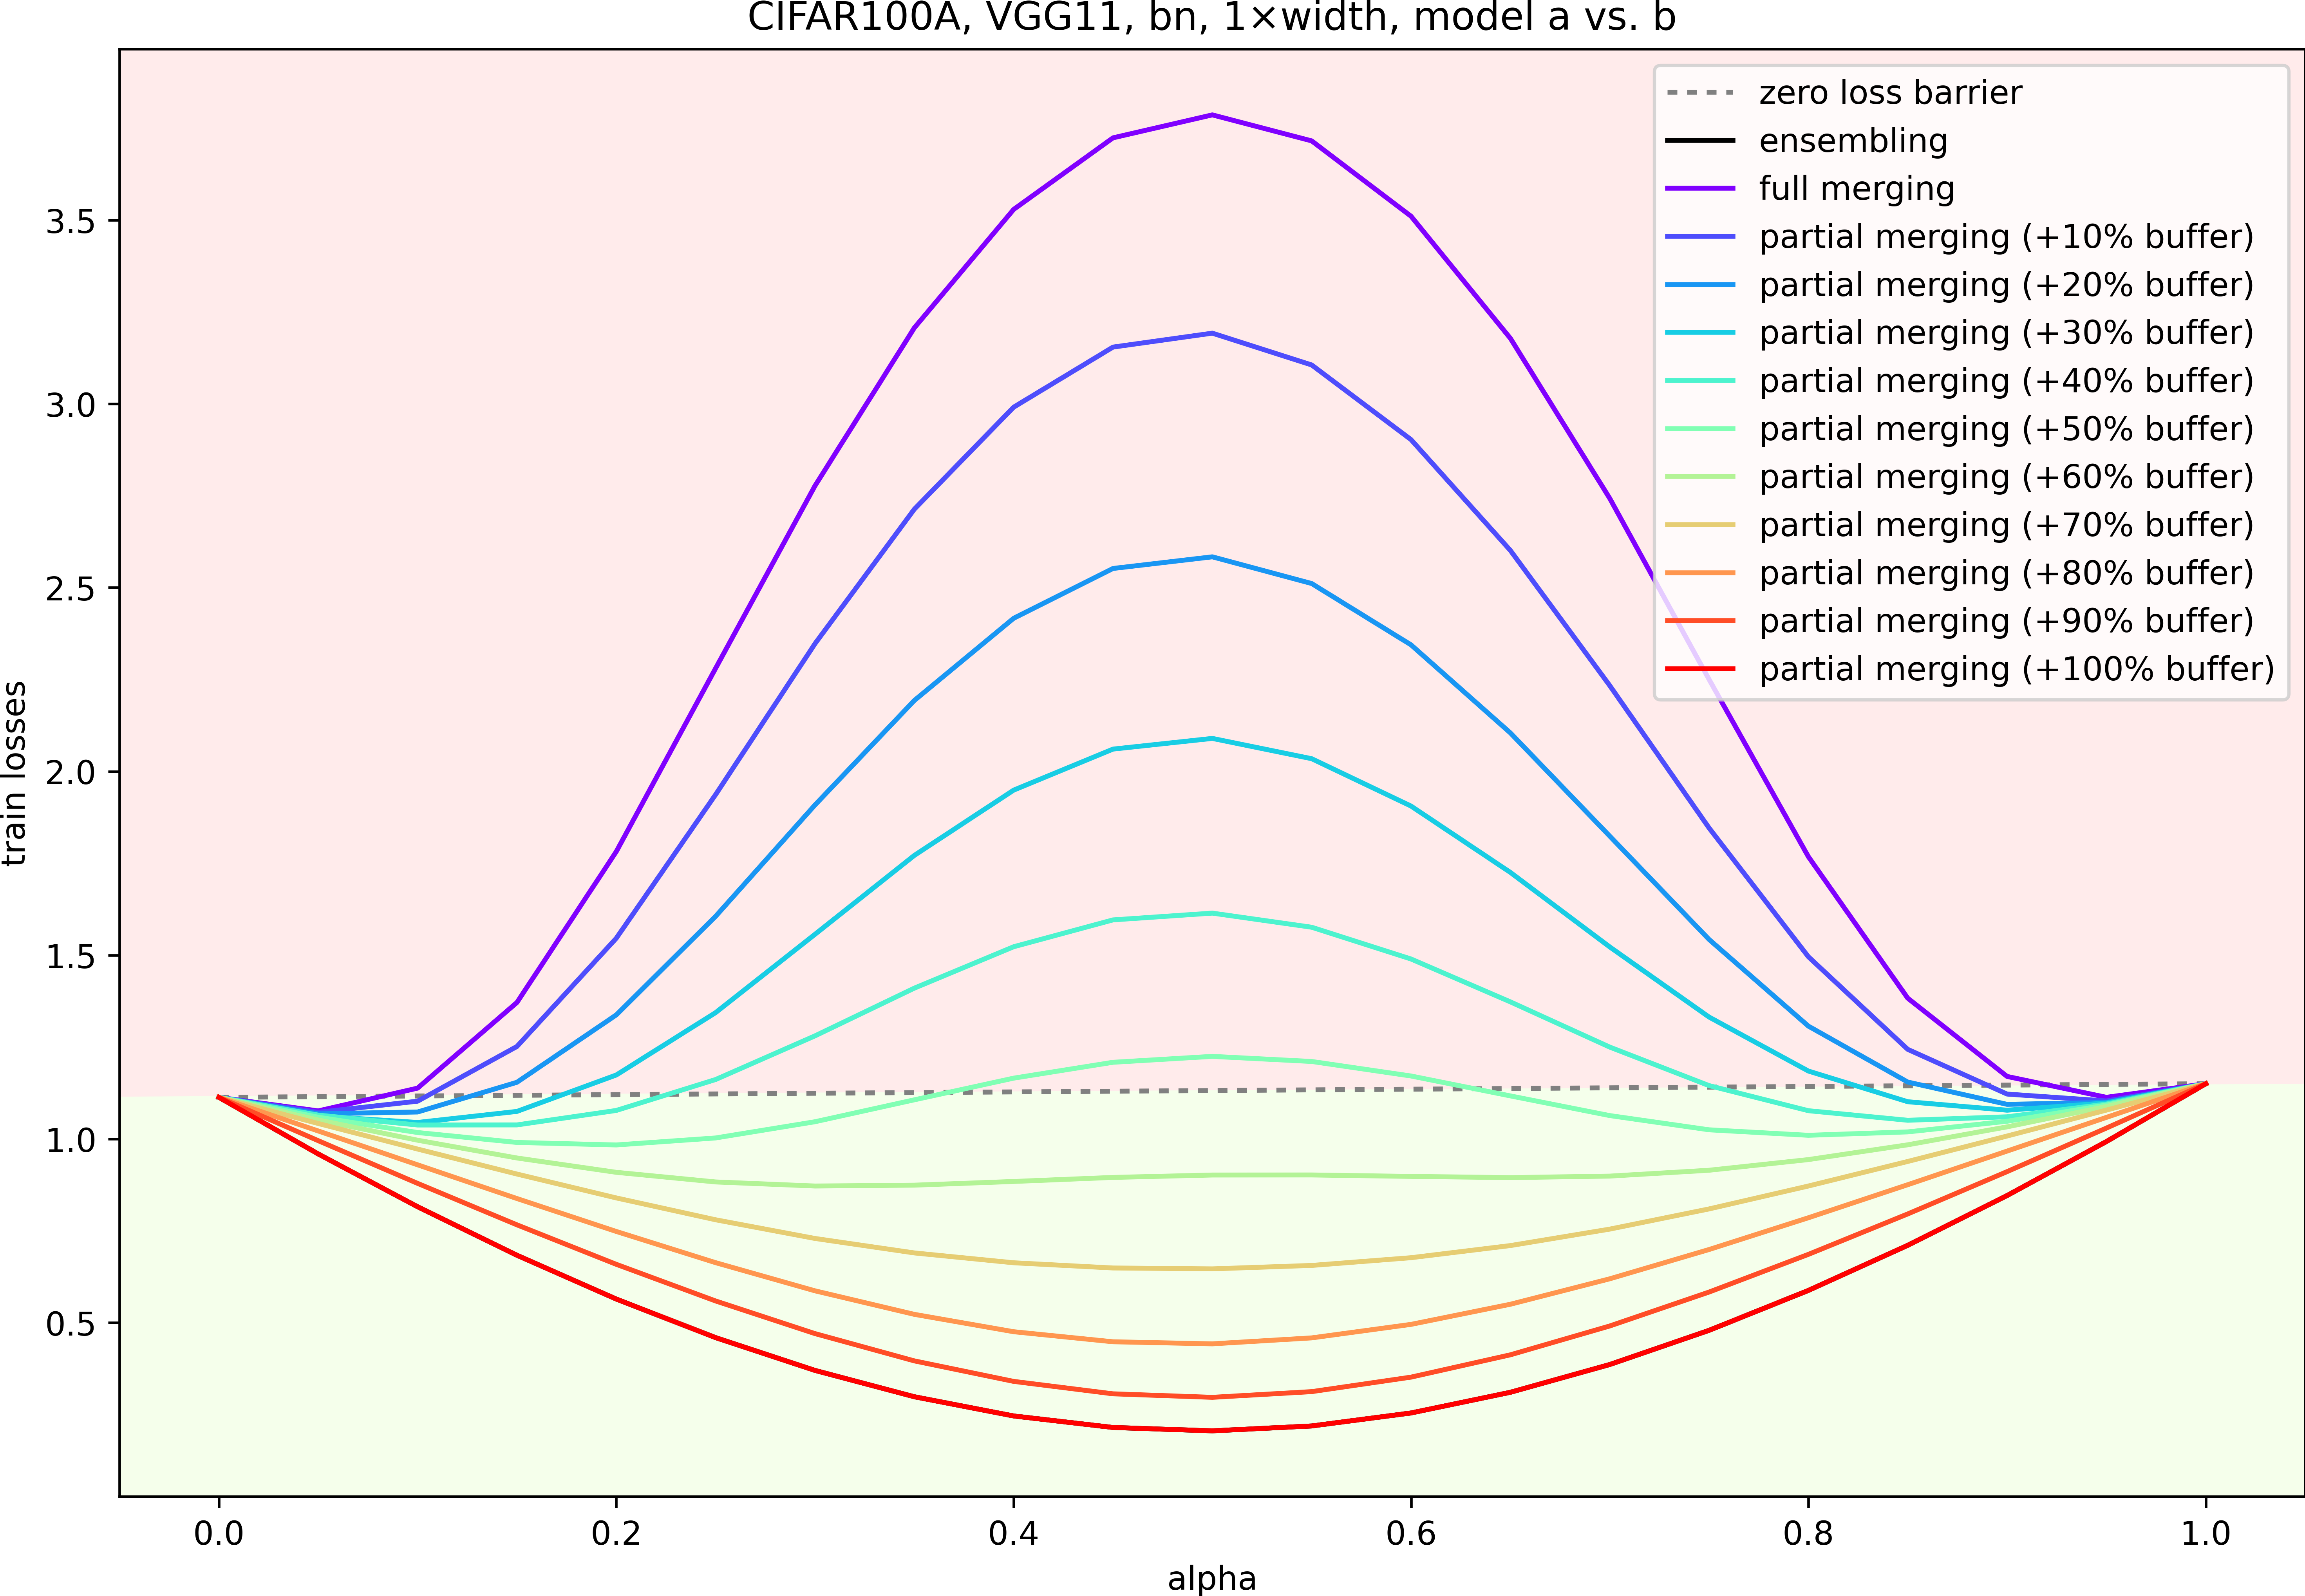 CIFAR100A, VGG11, bn, 1×width, model a vs. b
zero loss barrier
ensembling
full merging
partial merging (+10% buffer)
partial merging (+20% buffer)
partial merging (+30% buffer)
partial merging (+40% buffer)
partial merging (+50% buffer)
partial merging (+60% buffer)
partial merging (+70% buffer)
partial merging (+80% buffer)
partial merging (+90% buffer)
partial merging (+100% buffer)
train losses
3.5
3.0
2.5
2.0
1.5
1.0
0.5
0.0
0.2
0.4
0.6
0.8
1.0
alpha